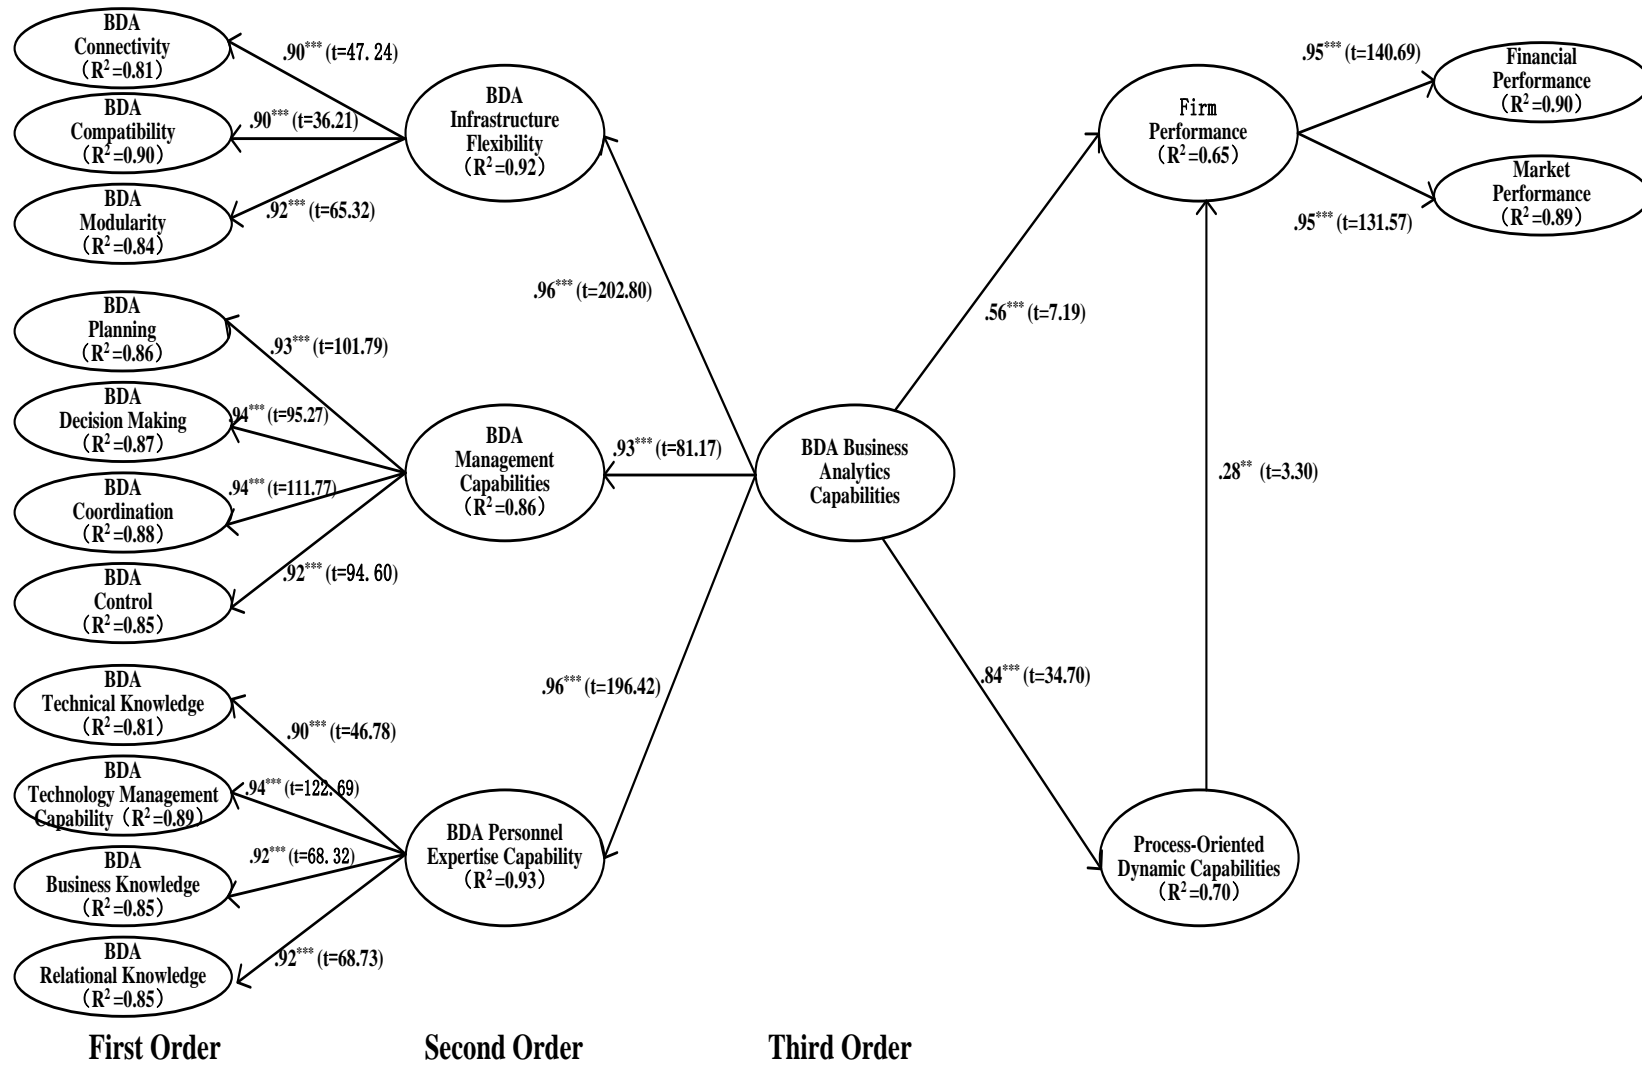 BDA
Connectivity
(R²=0.81)
.90*** (t=47.24)
BDA
Compatibility
(R²=0.90)
.90*** (t=36.21)
BDA
Modularity
(R²=0.84)
.92*** (t=65.32)
BDA
Planning
(R²=0.86)
.93*** (t=101.79)
BDA
Decision Making
(R²=0.87)
.94*** (t=95.27)
BDA
Coordination
(R²=0.88)
.94*** (t=111.77)
BDA
Control
(R²=0.85)
.92*** (t=94.60)
BDA
Technical Knowledge
(R²=0.81)
.90*** (t=46.78)
BDA
Technology Management
Capability (R²=0.89)
.94*** (t=122.69)
BDA
Business Knowledge
(R²=0.85)
.92*** (t=68.32)
BDA
Relational Knowledge
(R²=0.85)
.92*** (t=68.73)
First Order
BDA
Infrastructure
Flexibility
(R²=0.92)
.96*** (t=202.80)
BDA
Management
Capabilities
(R²=0.86)
.93*** (t=81.17)
BDA Personnel
Expertise Capability
(R²=0.93)
.96*** (t=196.42)
Second Order
BDA Business
Analytics
Capabilities
Third Order
.56*** (t=7.19)
.84*** (t=34.70)
Firm
Performance
(R²=0.65)
.28** (t=3.30)
Process-Oriented
Dynamic Capabilities
(R²=0.70)
.95*** (t=140.69)
Financial
Performance
(R²=0.90)
.95*** (t=131.57)
Market
Performance
(R²=0.89)